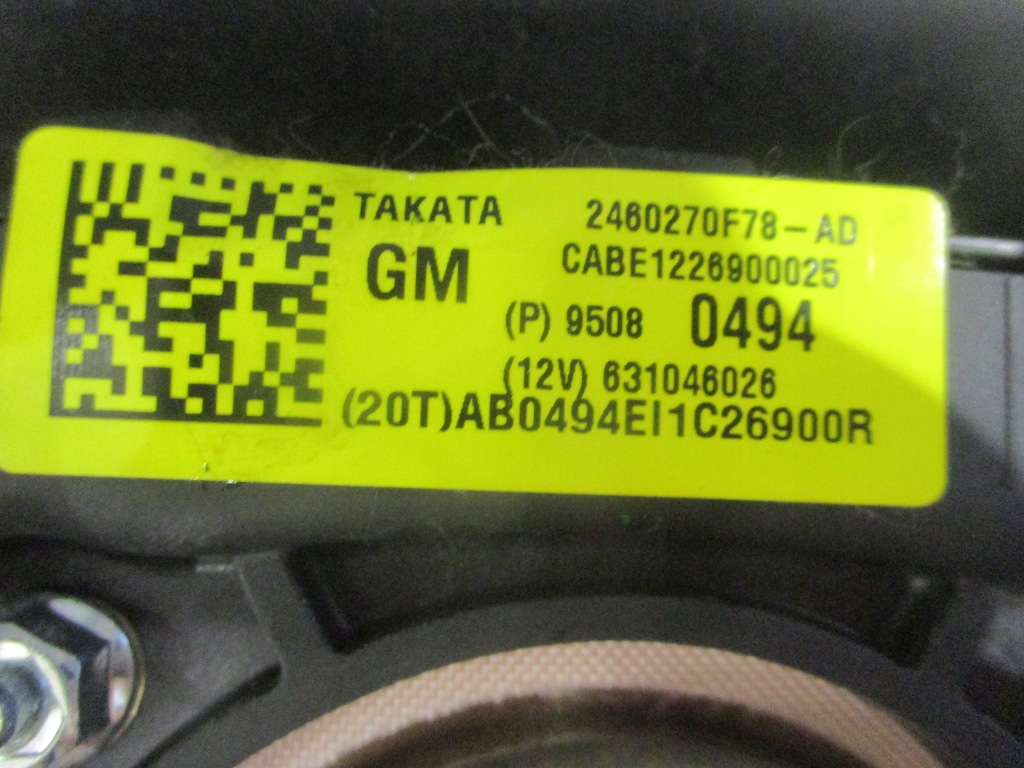 TAKATA 2460270F78-AD
GM CABE1226900025
(P) 9508 0494
(12V) 631046026
(20T)AB0494EI1C26900R